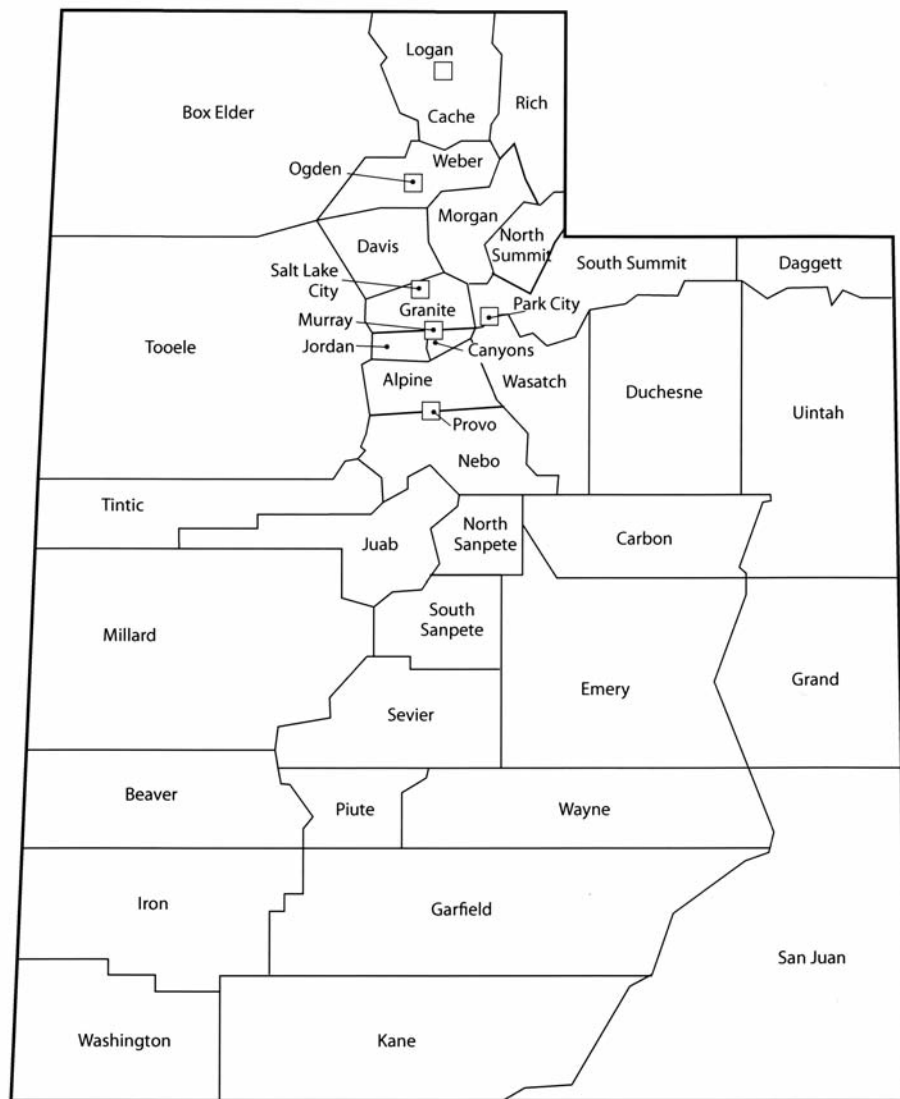 Logan
Box Elder
Rich
Cache
Weber
Ogden
Morgan
Davis
North
Summit
South Summit
Daggett
Salt Lake
City
Granite
Park City
Murray
Tooele
Jordan
Canyons
Alpine
Wasatch
Duchesne
Uintah
Provo
Nebo
Tintic
North
Sanpete
Juab
Carbon
South
Sanpete
Millard
Emery
Grand
Sevier
Beaver
Piute
Wayne
Iron
Garfield
San Juan
Washington
Kane